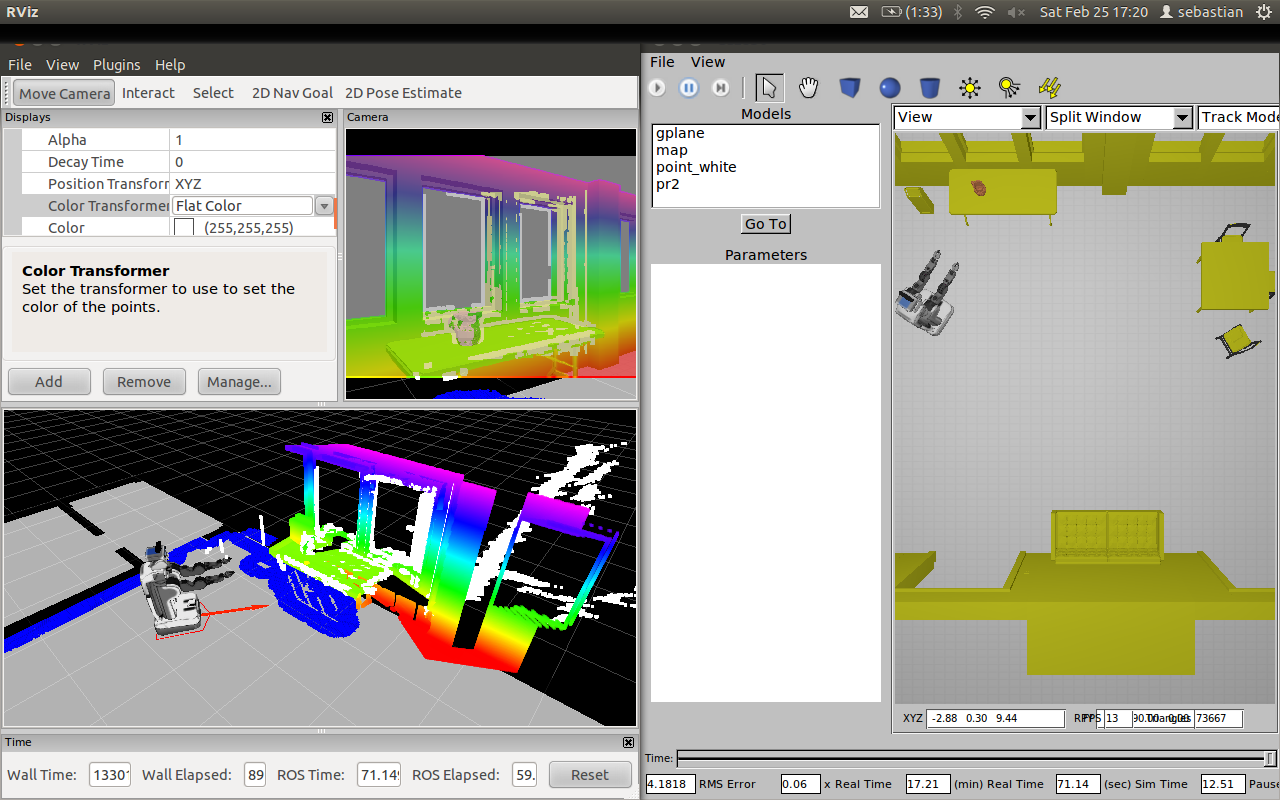 RViz
(1:33) Sat Feb 25 17:20 sebastian
File View Plugins Help
Move Camera Interact Select 2D Nav Goal 2D Pose Estimate
Displays
Alpha 1
Decay Time 0
Position Transforr XYZ
Color Transformer Flat Color
Color (255,255,255)
Color Transformer
Set the transformer to use to set the
color of the points.
Add Remove Manage...
Camera
Time
Wall Time: 1330 Wall Elapsed: 89 ROS Time: 71.149 ROS Elapsed: 59. Reset
File View
Models
gplane
map
point_white
pr2
Go To
Parameters
View Split Window Track Mode
XYZ -2.88 0.30 9.44 FPS 13 Triangles 73667
Time:
4.1818 RMS Error 0.06 x Real Time 17.21 (min) Real Time 71.14 (sec) Sim Time 12.51 Pause